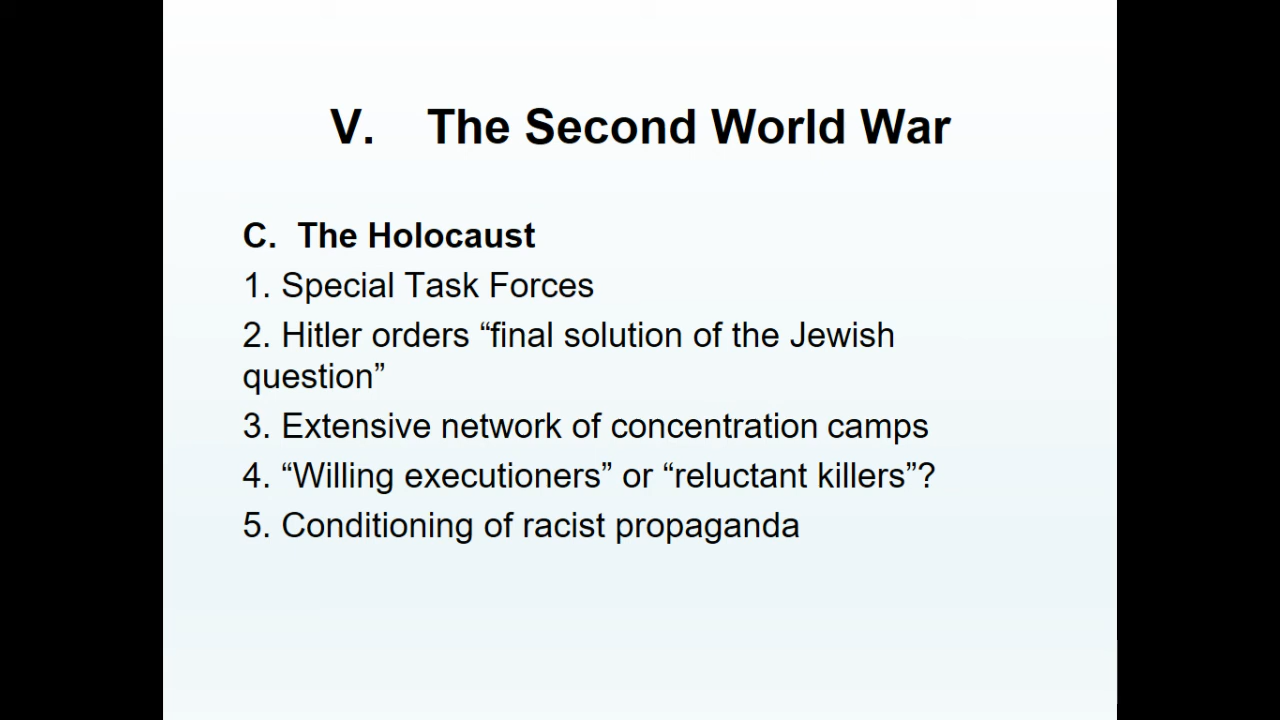 V. The Second World War
C. The Holocaust
1. Special Task Forces
2. Hitler orders “final solution of the Jewish
question”
3. Extensive network of concentration camps
4. “Willing executioners” or “reluctant killers”?
5. Conditioning of racist propaganda